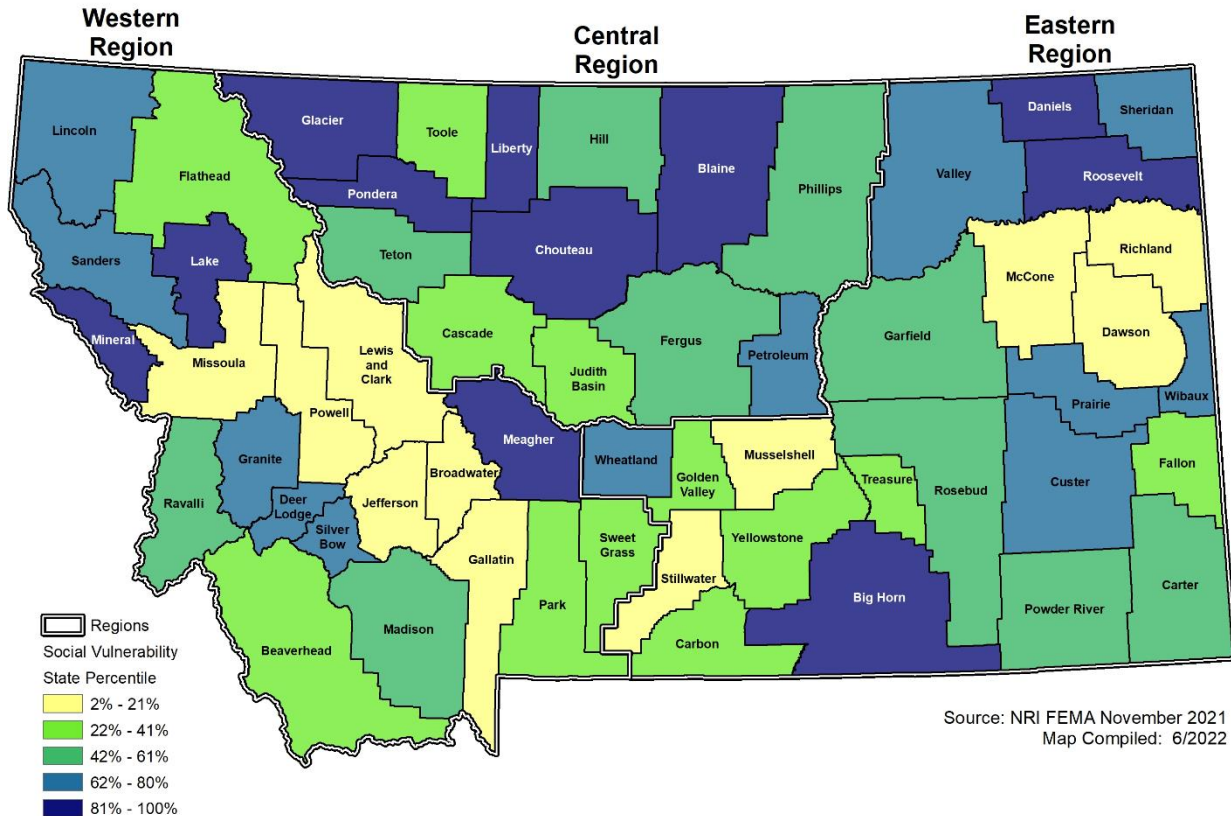 Western
Region
Central
Region
Eastern
Region
Lincoln
Flathead
Glacier
Toole
Liberty
Hill
Blaine
Phillips
Valley
Daniels
Sheridan
Roosevelt
Pondera
Sanders
Lake
Teton
Chouteau
McCone
Richland
Mineral
Missoula
Powell
Lewis
and
Clark
Cascade
Judith
Basin
Fergus
Petroleum
Garfield
Dawson
Prairie
Wibaux
Ravalli
Granite
Deer
Lodge
Silver
Bow
Jefferson
Broadwater
Meagher
Wheatland
Golden
Valley
Musselshell
Treasure
Rosebud
Custer
Fallon
Gallatin
Park
Sweet
Grass
Stillwater
Yellowstone
Big Horn
Powder River
Carter
Beaverhead
Madison
Carbon
Regions
Social Vulnerability
State Percentile
2% - 21%
22% - 41%
42% - 61%
62% - 80%
81% - 100%
Source: NRI FEMA November 2021
Map Compiled: 6/2022